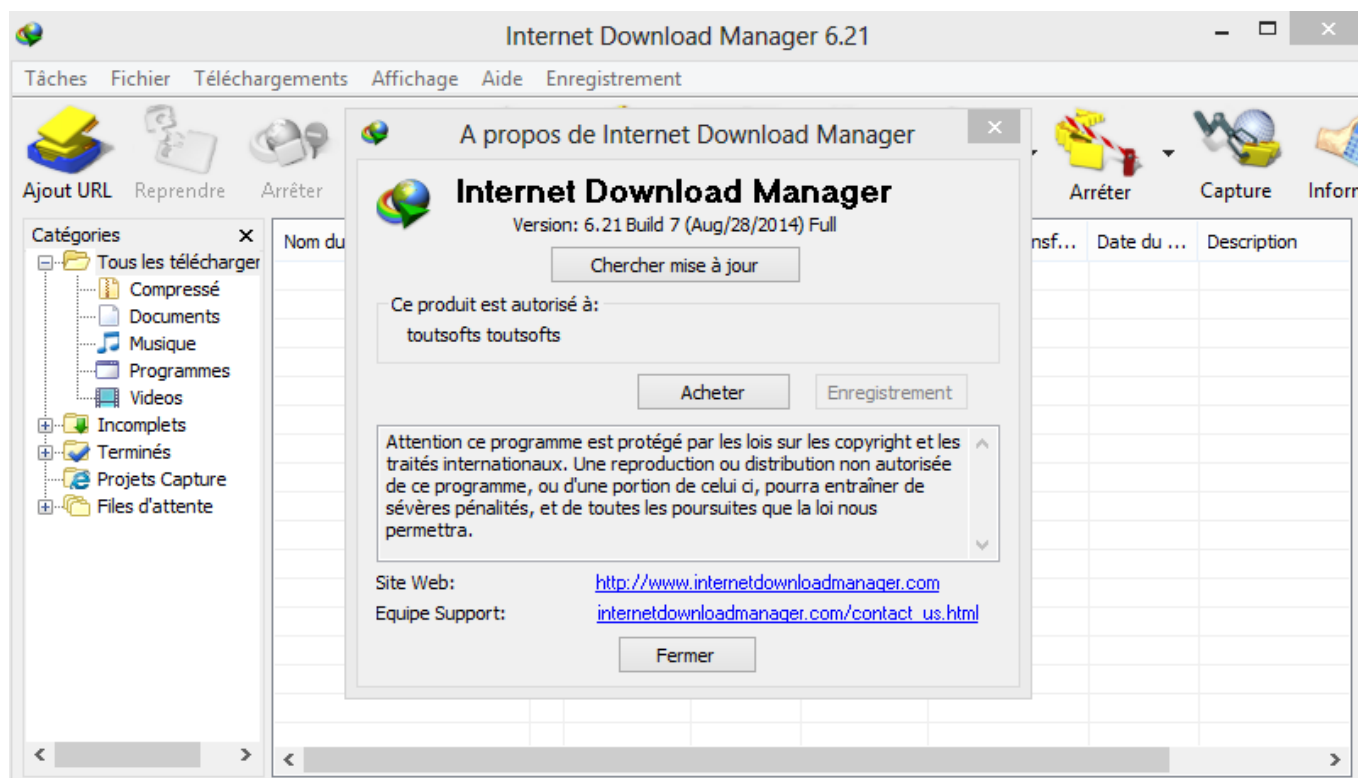 Internet Download Manager 6.21
Tâches Fichier Téléchargements Affichage Aide Enregistrement
Ajout URL Reprendre Arrêter Arréter Capture
A propos de Internet Download Manager
Internet Download Manager
Version: 6.21 Build 7 (Aug/28/2014) Full
Chercher mise à jour
Ce produit est autorisé à:
toutsofts toutsofts
Acheter Enregistrement
Attention ce programme est protégé par les lois sur les copyright et les
traités internationaux. Une reproduction ou distribution non autorisée
de ce programme, ou d'une portion de celui ci, pourra entraîner de
sévères pénalités, et de toutes les poursuites que la loi nous
permettra.
Site Web: http://www.internetdownloadmanager.com
Equipe Support: internetdownloadmanager.com/contact_us.html
Fermer
Catégories
Tous les télécharger
Compressé
Documents
Musique
Programmes
Videos
Incomplets
Terminés
Projets Capture
Files d'attente
Nom du Date du ... Description